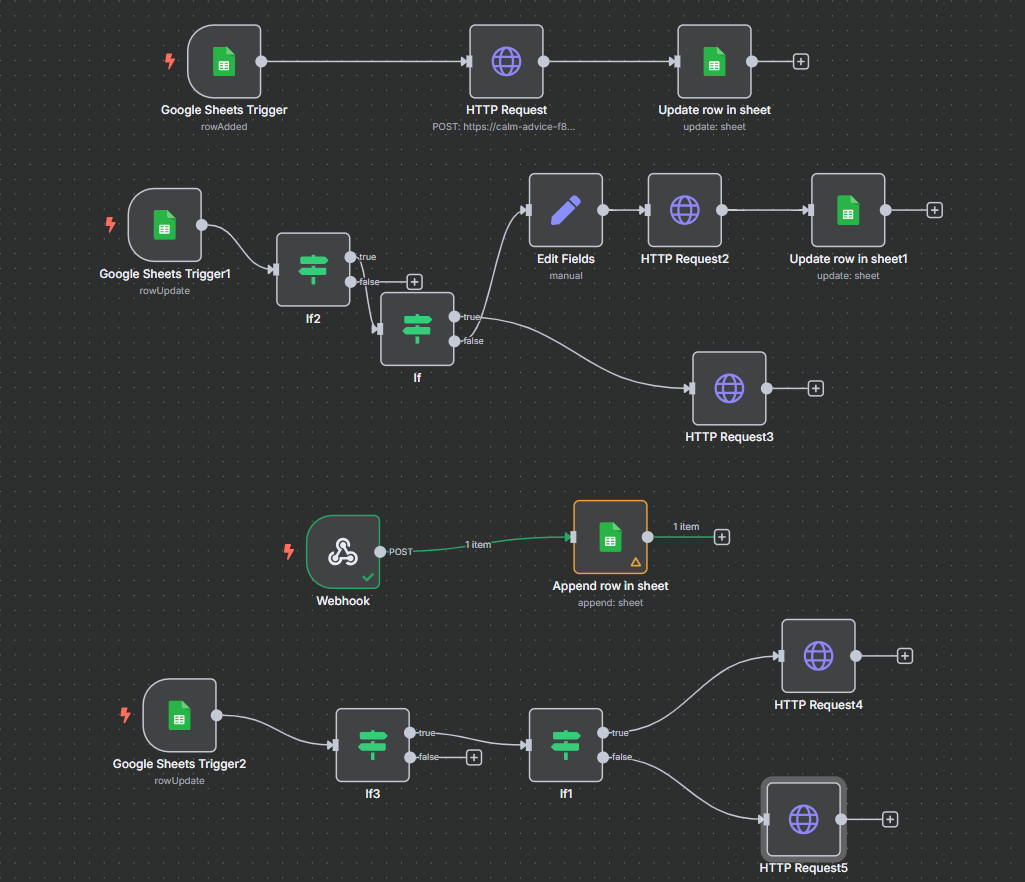 Google Sheets Trigger
rowAdded
HTTP Request
POST: https://calm-advice-f8...
Update row in sheet
update: sheet
Google Sheets Trigger1
rowUpdate
true
false
If2
true
false
If
Edit Fields
manual
HTTP Request2
Update row in sheet1
update: sheet
HTTP Request3
POST
1 item
Webhook
1 item
Append row in sheet
append: sheet
Google Sheets Trigger2
rowUpdate
true
false
If3
true
false
If1
HTTP Request4
HTTP Request5